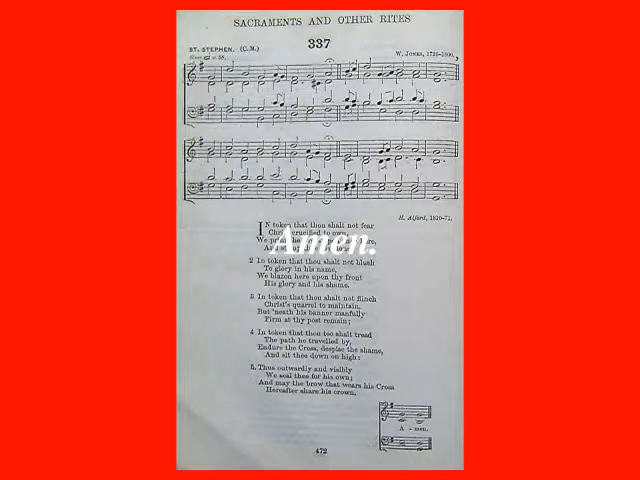 SACRAMENTS AND OTHER RITES
337
ST. STEPHEN. (C.M.)
W. JONES, 1726-1800.
Slow = 58.
H. Alford, 1810-71.
IN token that thou shalt not fear
Christ crucified to own,
We
Amen.
2 In token that thou shalt not blush
To glory in his name,
We blazon here upon thy front
His glory and his shame.
3 In token that thou shalt not flinch
Christ's quarrel to maintain,
But 'neath his banner manfully
Firm at thy post remain;
4 In token that thou too shalt tread
The path he travelled by,
Endure the Cross, despise the shame,
And sit thee down on high:
5. Thus outwardly and visibly
We seal thee for his own;
And may the brow that wears his Cross
Hereafter share his crown.
A - men.
472